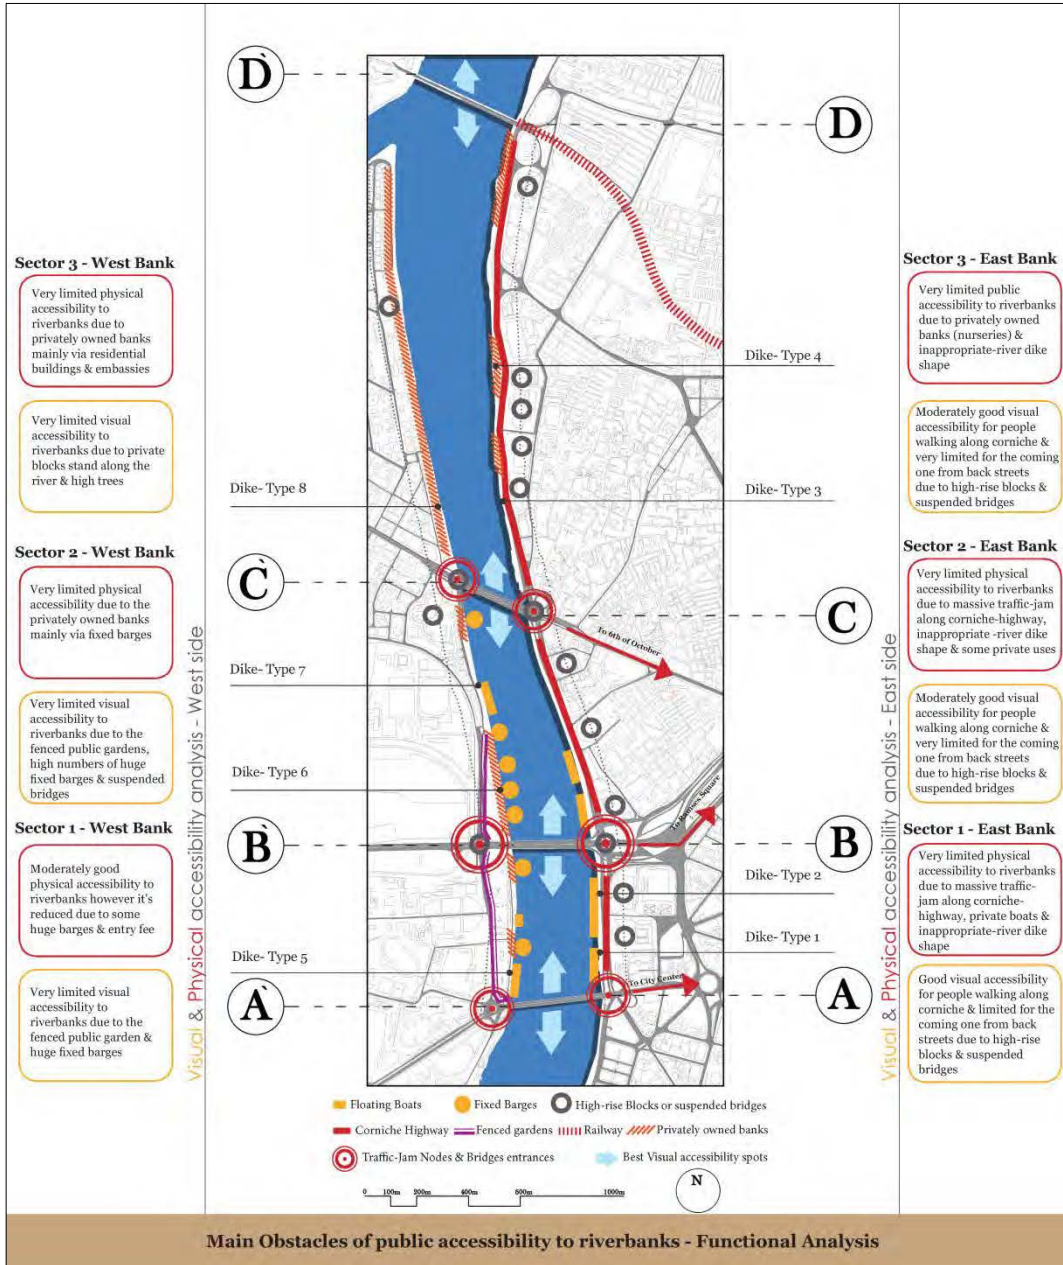 D̀
D
Sector 3 - West Bank
Very limited physical
accessibility to
riverbanks due to
privately owned banks
mainly via residential
buildings & embassies
Very limited visual
accessibility to
riverbanks due to private
blocks stand along the
river & high trees
Sector 2 - West Bank
Very limited physical
accessibility due to the
privately owned banks
mainly via fixed barges
Very limited visual
accessibility to
riverbanks due to the
fenced public gardens,
high numbers of huge
fixed barges & suspended
bridges
Sector 1 - West Bank
Moderately good
physical accessibility to
riverbanks however it's
reduced due to some
huge barges & entry fee
Very limited visual
accessibility to
riverbanks due to the
fenced public garden &
huge fixed barges
Visual & Physical accessibility analysis - West side
Dike- Type 8
C̀
Dike- Type 7
Dike- Type 6
B̀
Dike- Type 5
À
To 6th of October
To Ramises Square
To City Center
Dike- Type 4
Dike- Type 3
C
B
Dike- Type 2
Dike- Type 1
A
Visual & Physical accessibility analysis - East side
Sector 3 - East Bank
Very limited public
accessibility to riverbanks
due to privately owned
banks (nurseries) &
inappropriate-river dike
shape
Moderately good visual
accessibility for people
walking along corniche &
very limited for the coming
one from back streets
due to high-rise blocks &
suspended bridges
Sector 2 - East Bank
Very limited physical
accessibility to riverbanks
due to massive traffic-jam
along corniche-highway,
inappropriate -river dike
shape & some private uses
Moderately good visual
accessibility for people
walking along corniche &
very limited for the coming
one from back streets
due to high-rise blocks &
suspended bridges
Sector 1 - East Bank
Very limited physical
accessibility to riverbanks
due to massive traffic-
jam along corniche-
highway, private boats &
inappropriate-river dike
shape
Good visual accessibility
for people walking along
corniche & limited for the
coming one from back
streets due to high-rise
blocks & suspended
bridges
Floating Boats Fixed Barges High-rise Blocks or suspended bridges
Corniche Highway Fenced gardens Railway Privately owned banks
Traffic-Jam Nodes & Bridges entrances Best Visual accessibility spots
0 100m 200m 400m 600m 1000m
N
Main Obstacles of public accessibility to riverbanks - Functional Analysis